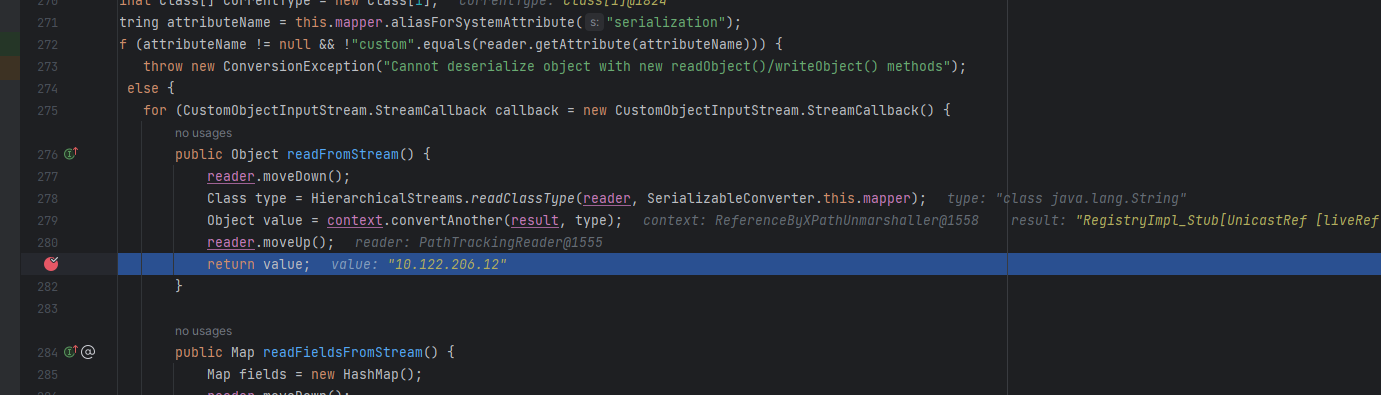 270 inal Class[] currentType = new Class[1]; currentType: Class[1]@1824
271 tring attributeName = this.mapper.aliasForSystemAttribute( s: "serialization");
272 f (attributeName != null && !"custom".equals(reader.getAttribute(attributeName))) {
273 throw new ConversionException("Cannot deserialize object with new readObject()/writeObject() methods");
274 else {
275 for (CustomObjectInputStream.StreamCallback callback = new CustomObjectInputStream.StreamCallback() {
no usages
276 public Object readFromStream() {
277 reader.moveDown();
278 Class type = HierarchicalStreams.readClassType(reader, SerializableConverter.this.mapper); type: "class java.lang.String"
279 Object value = context.convertAnother(result, type); context: ReferenceByXPathUnmarshaller@1558 result: "RegistryImpl_Stub[UnicastRef [liveRef
280 reader.moveUp(); reader: PathTrackingReader@1555
return value; value: "10.122.206.12"
282 }
283
no usages
284 @ public Map readFieldsFromStream() {
285 Map fields = new HashMap();
reader.moveDown();